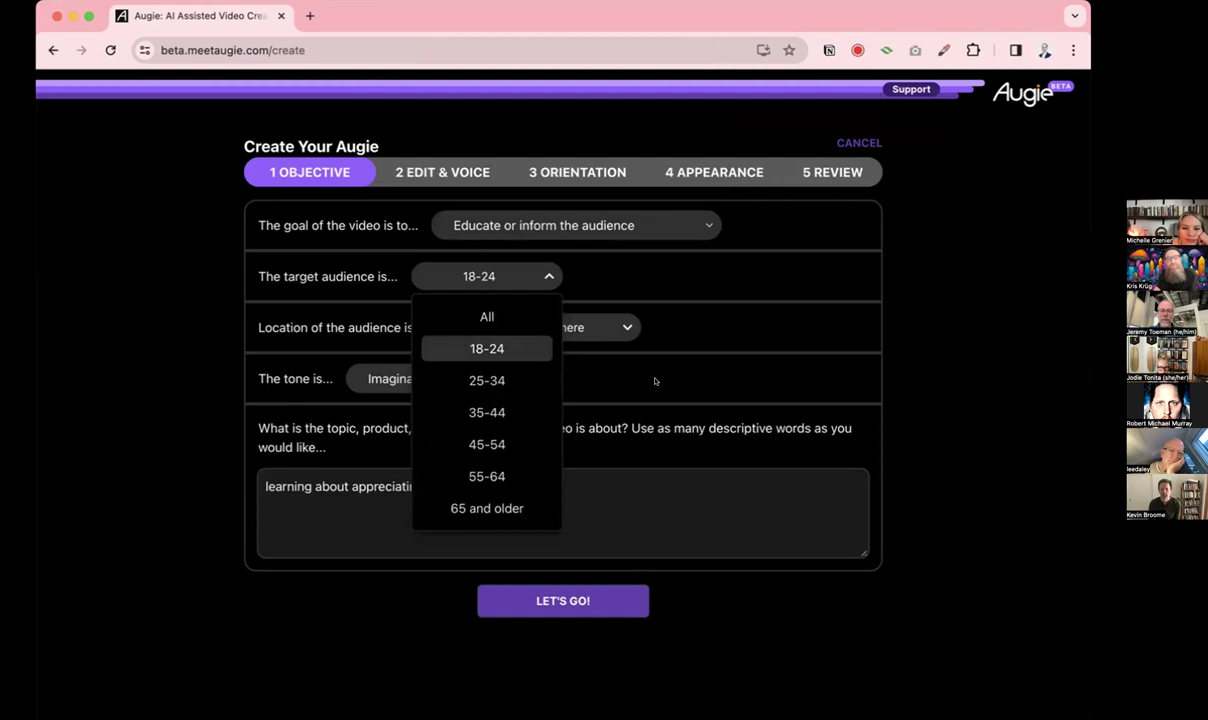 Augie: AI Assisted Video Crea
beta.meetaugie.com/create
Support
Augie BETA
Create Your Augie
CANCEL
1 OBJECTIVE
2 EDIT & VOICE
3 ORIENTATION
4 APPEARANCE
5 REVIEW
The goal of the video is to... Educate or inform the audience
The target audience is... 18-24
All
18-24
25-34
35-44
45-54
55-64
65 and older
Location of the audience is
here
The tone is... Imagina
What is the topic, product,
eo is about? Use as many descriptive words as you
would like...
learning about appreciatin
LET'S GO!
Michelle Grenier
Kris Krüg
Jeremy Toeman (he/him)
Jodie Tonita (she/her)
Robert Michael Murray
leedaley
Kevin Broome